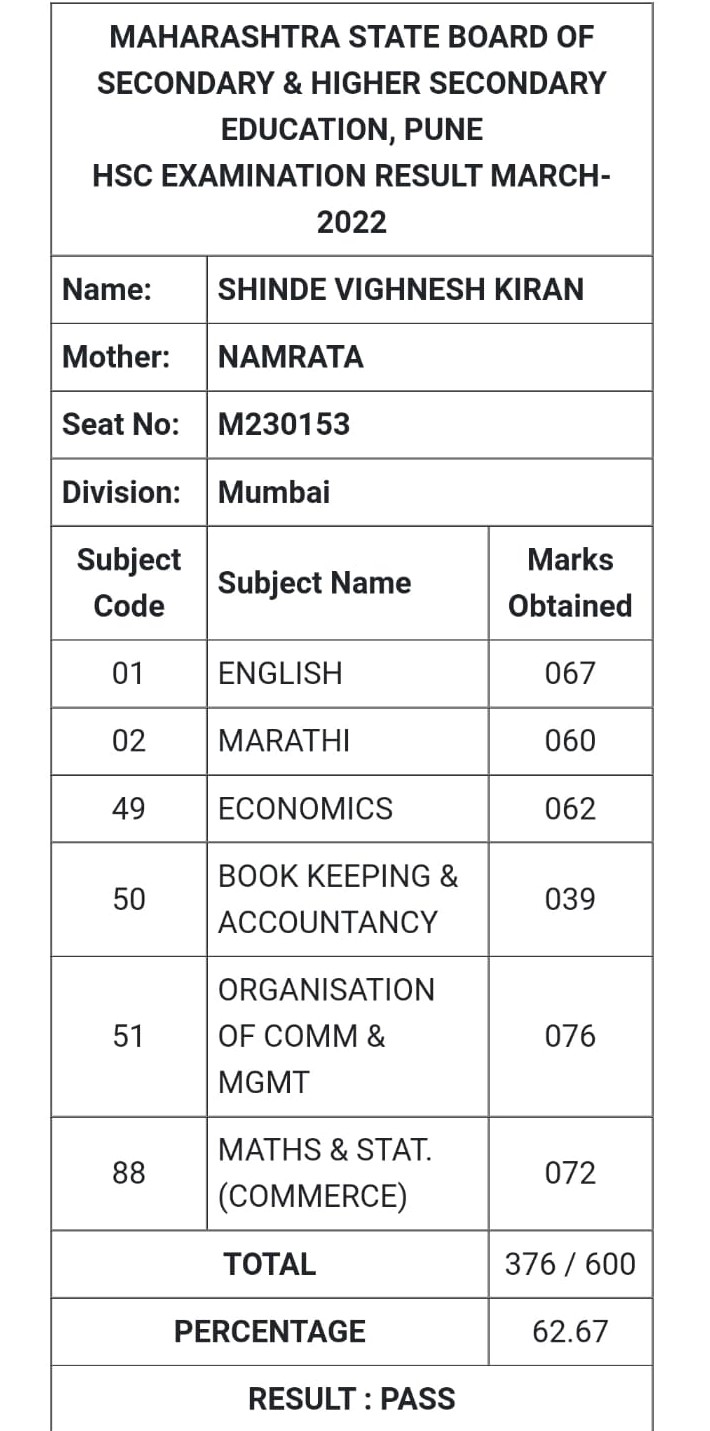 MAHARASHTRA STATE BOARD OF
SECONDARY & HIGHER SECONDARY
EDUCATION, PUNE
HSC EXAMINATION RESULT MARCH-
2022
Name: SHINDE VIGHNESH KIRAN
Mother: NAMRATA
Seat No: M230153
Division: Mumbai
Subject
Code
Subject Name
Marks
Obtained
01 ENGLISH 067
02 MARATHI 060
49 ECONOMICS 062
50
BOOK KEEPING &
ACCOUNTANCY
039
51
ORGANISATION
OF COMM &
MGMT
076
88
MATHS & STAT.
(COMMERCE)
072
TOTAL 376 / 600
PERCENTAGE 62.67
RESULT : PASS